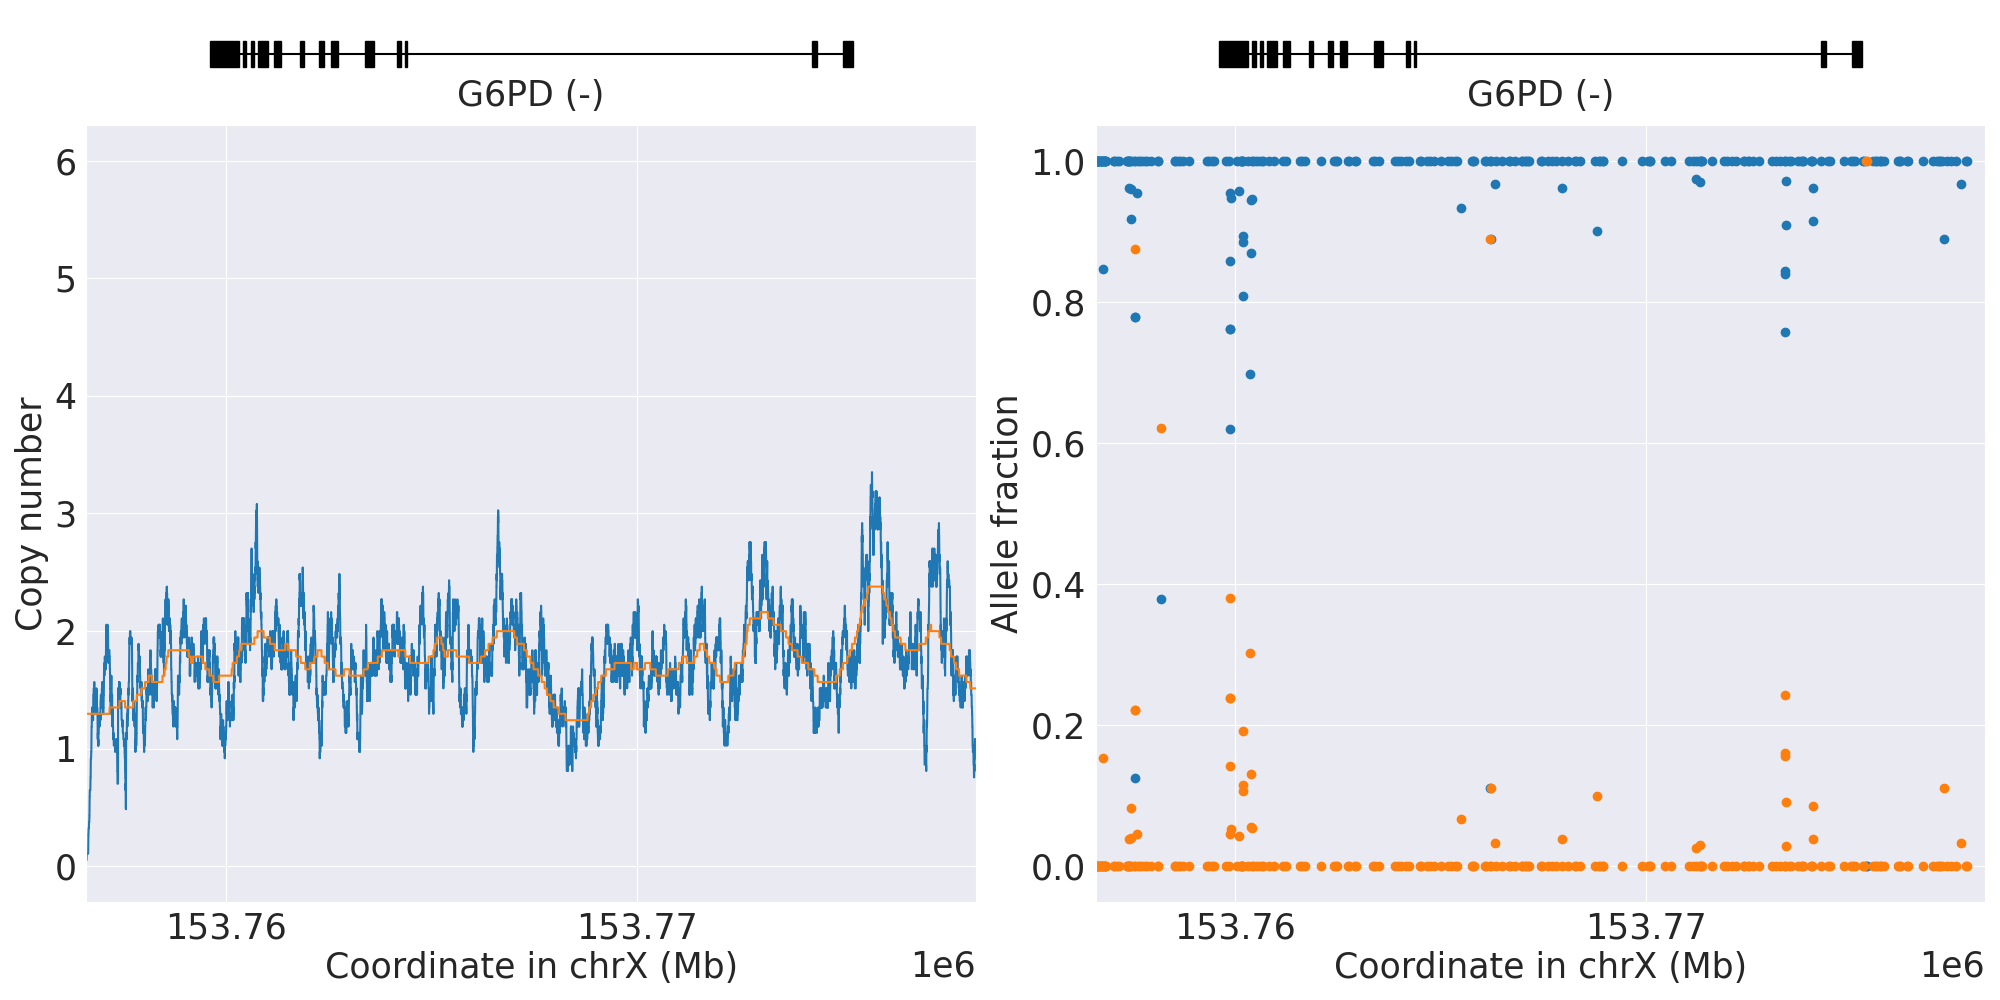 G6PD (-)
6
5
4
3
2
1
0
Copy number
153.76
153.77
Coordinate in chrX (Mb)
1e6
G6PD (-)
1.0
0.8
0.6
0.4
0.2
0.0
Allele fraction
153.76
153.77
Coordinate in chrX (Mb)
1e6